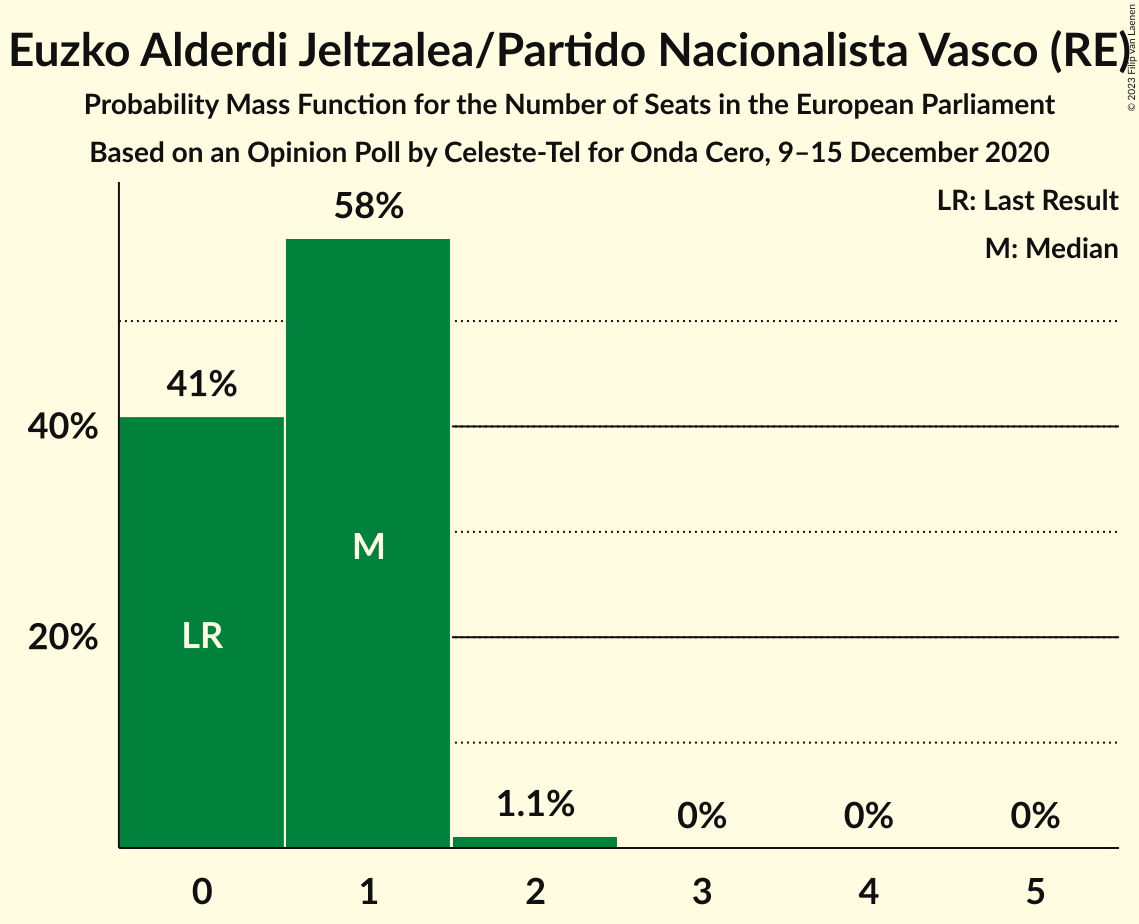 Euzko Alderdi Jeltzalea/Partido Nacionalista Vasco (RE)
© 2023 Filip van Laenen
Probability Mass Function for the Number of Seats in the European Parliament
Based on an Opinion Poll by Celeste-Tel for Onda Cero, 9–15 December 2020
LR: Last Result
M: Median
58%
41%
40%
M
20%
LR
1.1%
0%
0%
0%
0 1 2 3 4 5